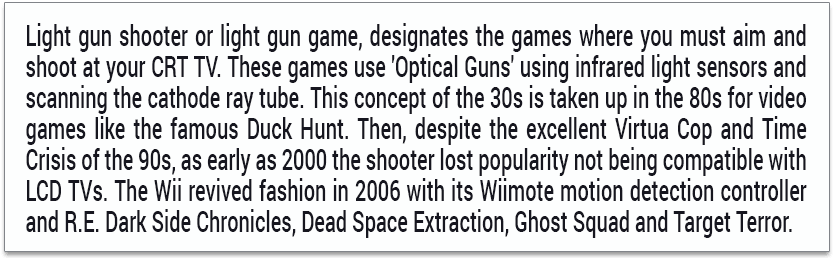 Light gun shooter or light gun game, designates the games where you must aim and
shoot at your CRT TV. These games use 'Optical Guns' using infrared light sensors and
scanning the cathode ray tube. This concept of the 30s is taken up in the 80s for video
games like the famous Duck Hunt. Then, despite the excellent Virtua Cop and Time
Crisis of the 90s, as early as 2000 the shooter lost popularity not being compatible with
LCD TVs. The Wii revived fashion in 2006 with its Wiimote motion detection controller
and R.E. Dark Side Chronicles, Dead Space Extraction, Ghost Squad and Target Terror.